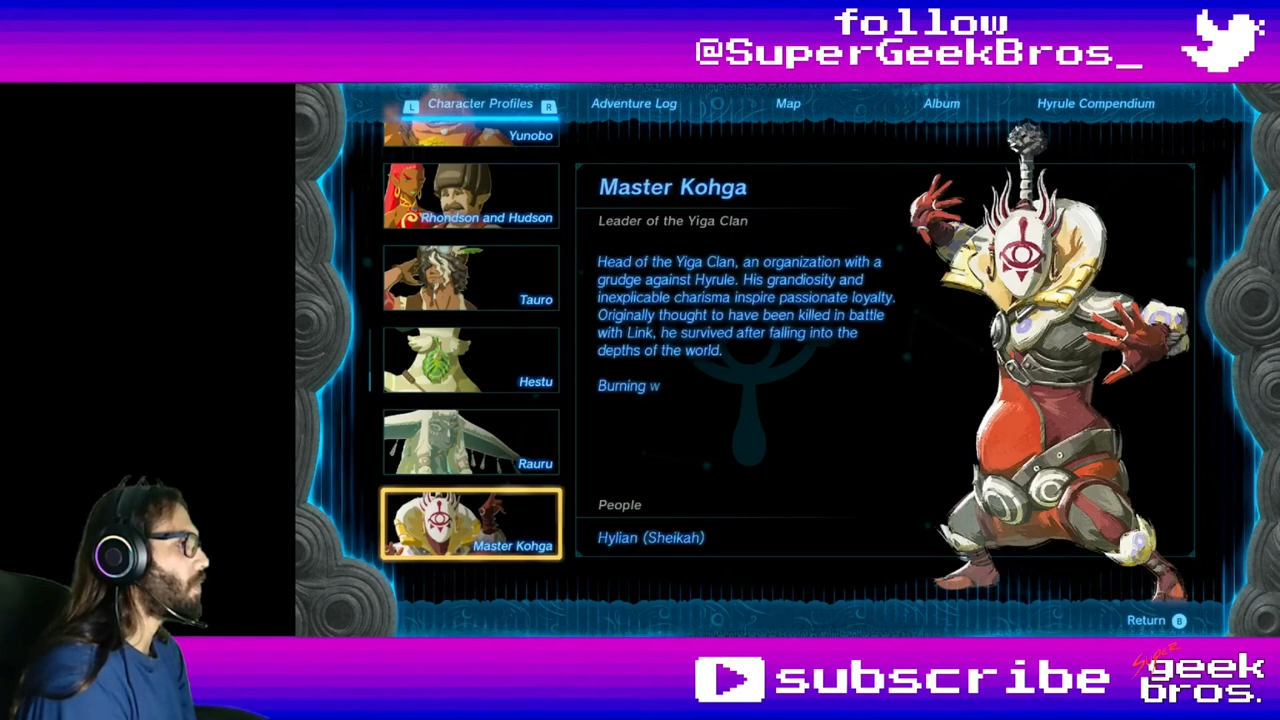 follow
@SuperGeekBros_
L Character Profiles R
Adventure Log
Map
Album
Hyrule Compendium
Yunobo
Rhondson and Hudson
Tauro
Hestu
Rauru
Master Kohga
Master Kohga
Leader of the Yiga Clan
Head of the Yiga Clan, an organization with a
grudge against Hyrule. His grandiosity and
inexplicable charisma inspire passionate loyalty.
Originally thought to have been killed in battle
with Link, he survived after falling into the
depths of the world.
Burning w
People
Hylian (Sheikah)
Return B
subscribe
super
geek
bros.